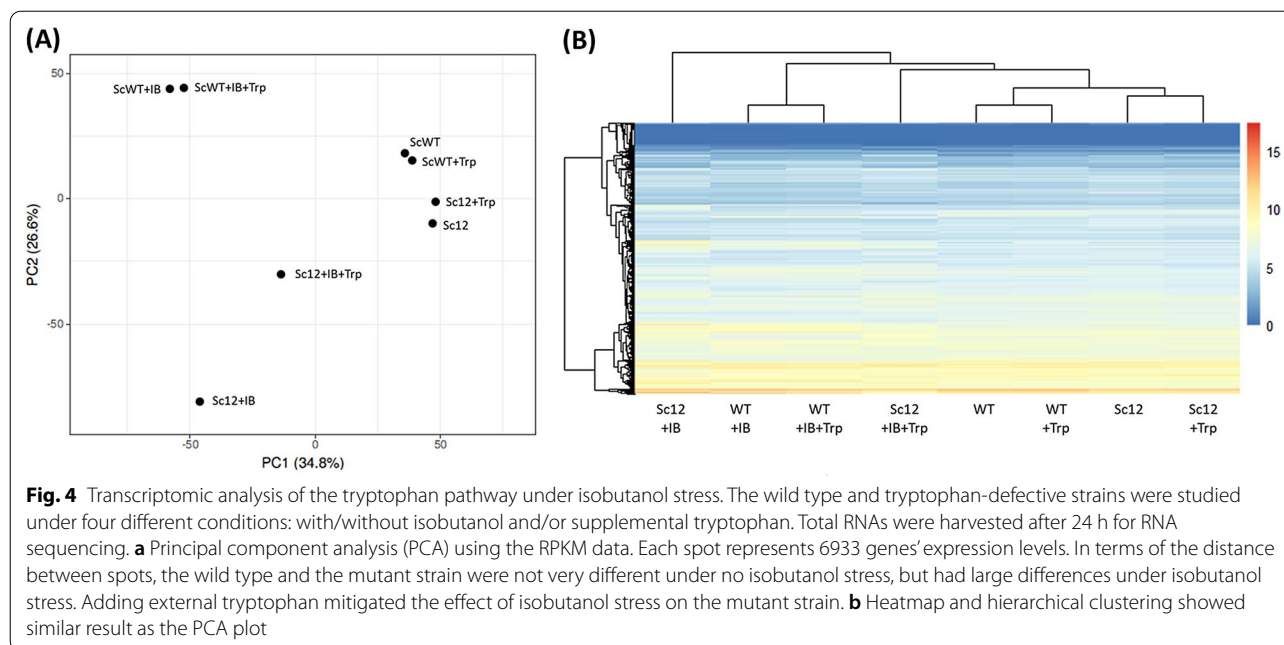 (A)
50
0
-50
PC2 (26.6%)
ScWT+IB
ScWT+IB+Trp
ScWT
ScWT+Trp
Sc12+Trp
Sc12
Sc12+IB+Trp
Sc12+IB
-50
0
50
PC1 (34.8%)
(B)
15
10
5
0
Sc12 WT WT Sc12 WT WT Sc12 Sc12
+IB +IB +IB+Trp +IB+Trp +Trp +Trp
Fig. 4 Transcriptomic analysis of the tryptophan pathway under isobutanol stress. The wild type and tryptophan-defective strains were studied
under four different conditions: with/without isobutanol and/or supplemental tryptophan. Total RNAs were harvested after 24 h for RNA
sequencing. a Principal component analysis (PCA) using the RPKM data. Each spot represents 6933 genes’ expression levels. In terms of the distance
between spots, the wild type and the mutant strain were not very different under no isobutanol stress, but had large differences under isobutanol
stress. Adding external tryptophan mitigated the effect of isobutanol stress on the mutant strain. b Heatmap and hierarchical clustering showed
similar result as the PCA plot